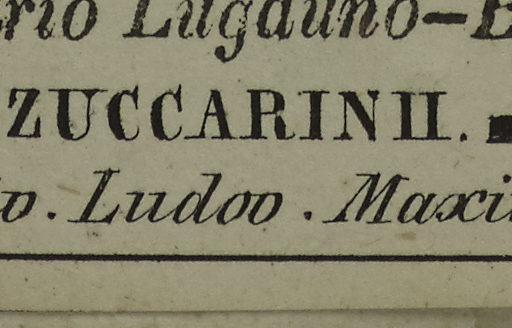 rio Lugduno-B
ZUCCARINII.
v. Ludov. Maxi